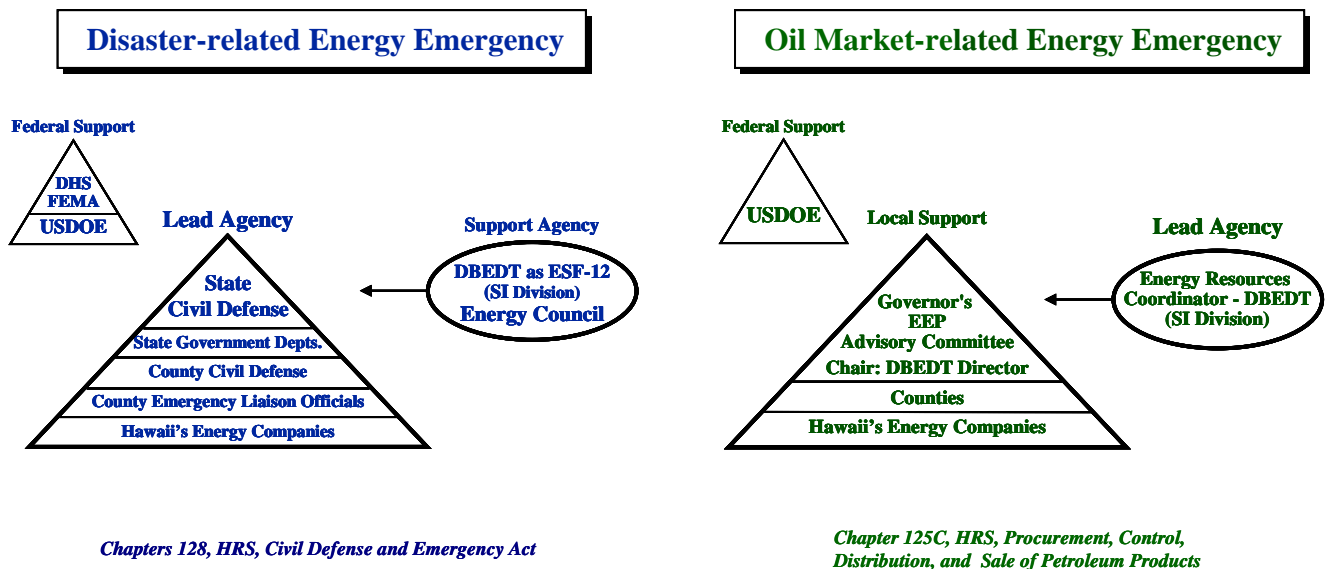 Disaster-related Energy Emergency
Federal Support
DHS
FEMA
USDOE
Lead Agency
State
Civil Defense
State Government Depts.
County Civil Defense
County Emergency Liaison Officials
Hawaii's Energy Companies
Support Agency
DBEDT as ESF-12
(SI Division)
Energy Council
Chapters 128, HRS, Civil Defense and Emergency Act
Oil Market-related Energy Emergency
Federal Support
USDOE
Local Support
Governor's
EEP
Advisory Committee
Chair: DBEDT Director
Counties
Hawaii's Energy Companies
Lead Agency
Energy Resources
Coordinator - DBEDT
(SI Division)
Chapter 125C, HRS, Procurement, Control,
Distribution, and Sale of Petroleum Products